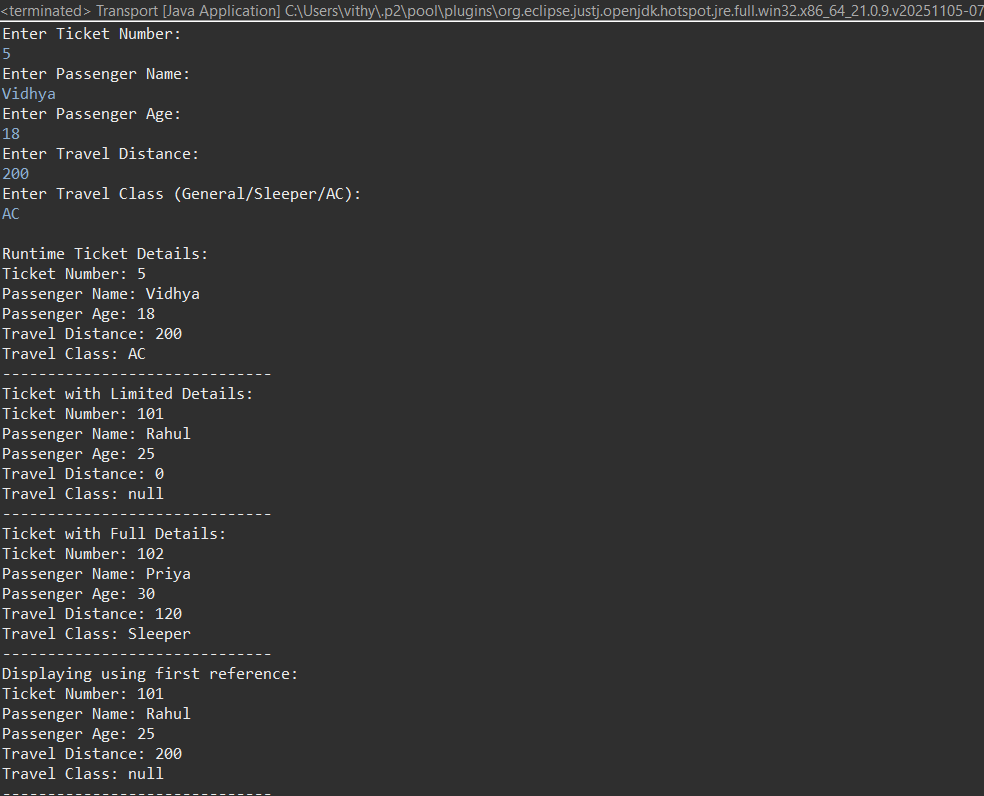 <terminated> Transport [Java Application] C:\Users\vithy\.p2\pool\plugins\org.eclipse.justj.openjdk.hotspot.jre.full.win32.x86_64_21.0.9.v20251105-07
Enter Ticket Number:
5
Enter Passenger Name:
Vidhya
Enter Passenger Age:
18
Enter Travel Distance:
200
Enter Travel Class (General/Sleeper/AC):
AC
Runtime Ticket Details:
Ticket Number: 5
Passenger Name: Vidhya
Passenger Age: 18
Travel Distance: 200
Travel Class: AC
------------------------------
Ticket with Limited Details:
Ticket Number: 101
Passenger Name: Rahul
Passenger Age: 25
Travel Distance: 0
Travel Class: null
------------------------------
Ticket with Full Details:
Ticket Number: 102
Passenger Name: Priya
Passenger Age: 30
Travel Distance: 120
Travel Class: Sleeper
------------------------------
Displaying using first reference:
Ticket Number: 101
Passenger Name: Rahul
Passenger Age: 25
Travel Distance: 200
Travel Class: null
------------------------------